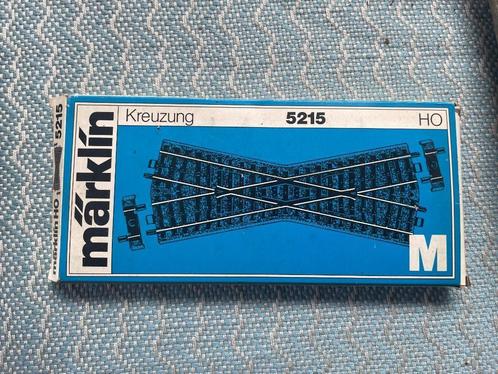 märklin HO 5215
märklin
Kreuzung 5215 HO
M